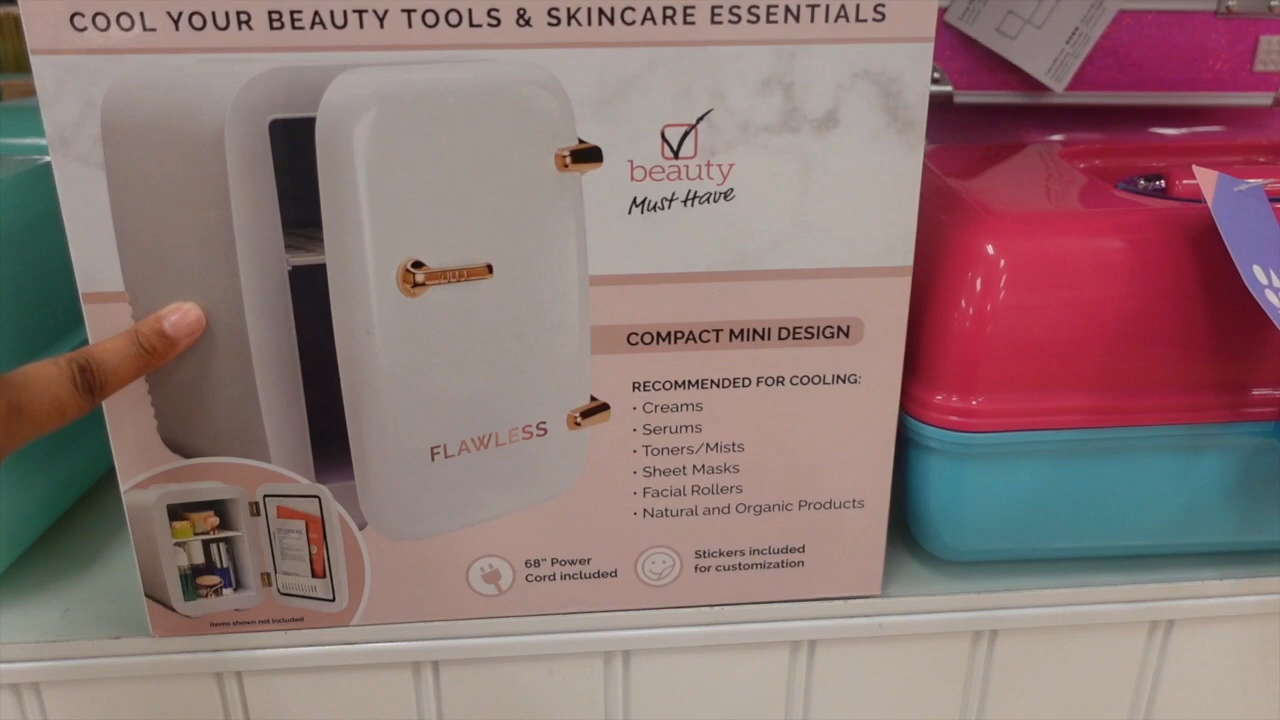 COOL YOUR BEAUTY TOOLS & SKINCARE ESSENTIALS
beauty
Must Have
COMPACT MINI DESIGN
RECOMMENDED FOR COOLING:
• Creams
• Serums
• Toners/Mists
• Sheet Masks
• Facial Rollers
• Natural and Organic Products
FLAWLESS
68" Power
Cord included
Stickers included
for customization
Items shown not included